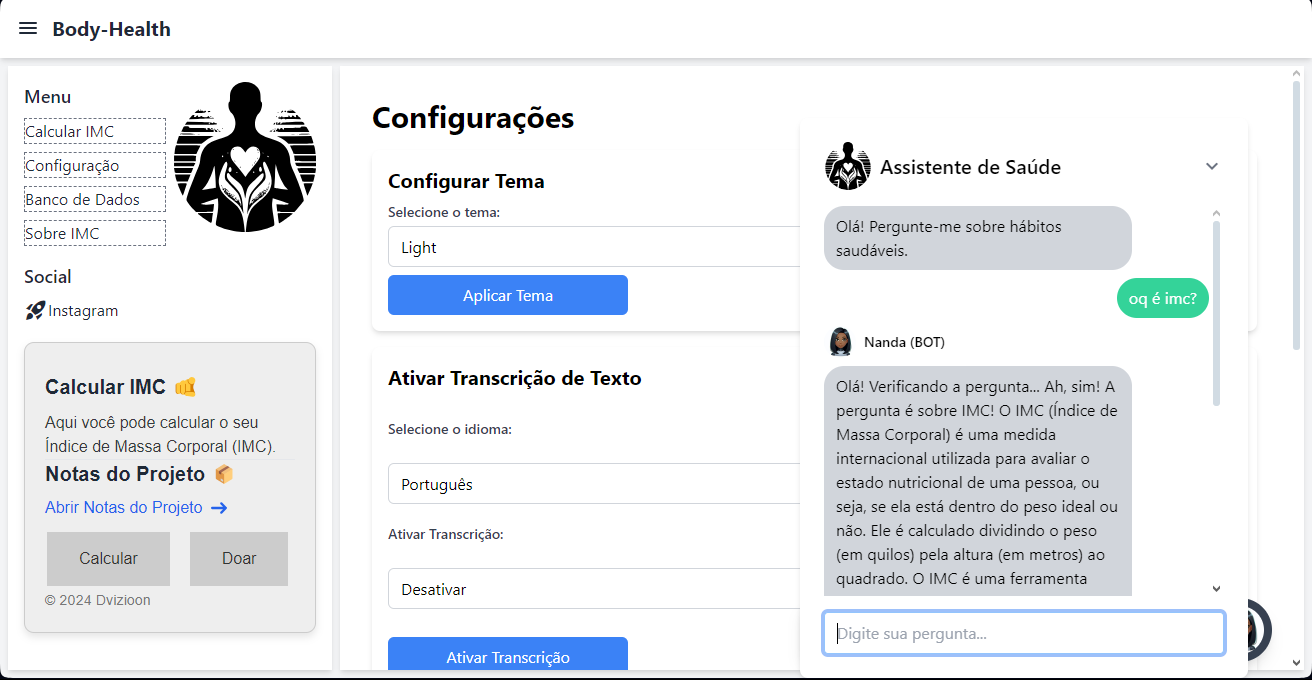 Body-Health
Menu
Calcular IMC
Configuração
Banco de Dados
Sobre IMC
Social
Instagram
Calcular IMC
Aqui você pode calcular o seu
Índice de Massa Corporal (IMC).
Notas do Projeto
Abrir Notas do Projeto
Calcular
Doar
© 2024 Dvizioon
Configurações
Configurar Tema
Selecione o tema:
Light
Aplicar Tema
Ativar Transcrição de Texto
Selecione o idioma:
Português
Ativar Transcrição:
Desativar
Ativar Transcrição
Assistente de Saúde
Olá! Pergunte-me sobre hábitos
saudáveis.
oq é imc?
Nanda (BOT)
Olá! Verificando a pergunta... Ah, sim! A
pergunta é sobre IMC! O IMC (Índice de
Massa Corporal) é uma medida
internacional utilizada para avaliar o
estado nutricional de uma pessoa, ou
seja, se ela está dentro do peso ideal ou
não. Ele é calculado dividindo o peso
(em quilos) pela altura (em metros) ao
quadrado. O IMC é uma ferramenta
Digite sua pergunta...